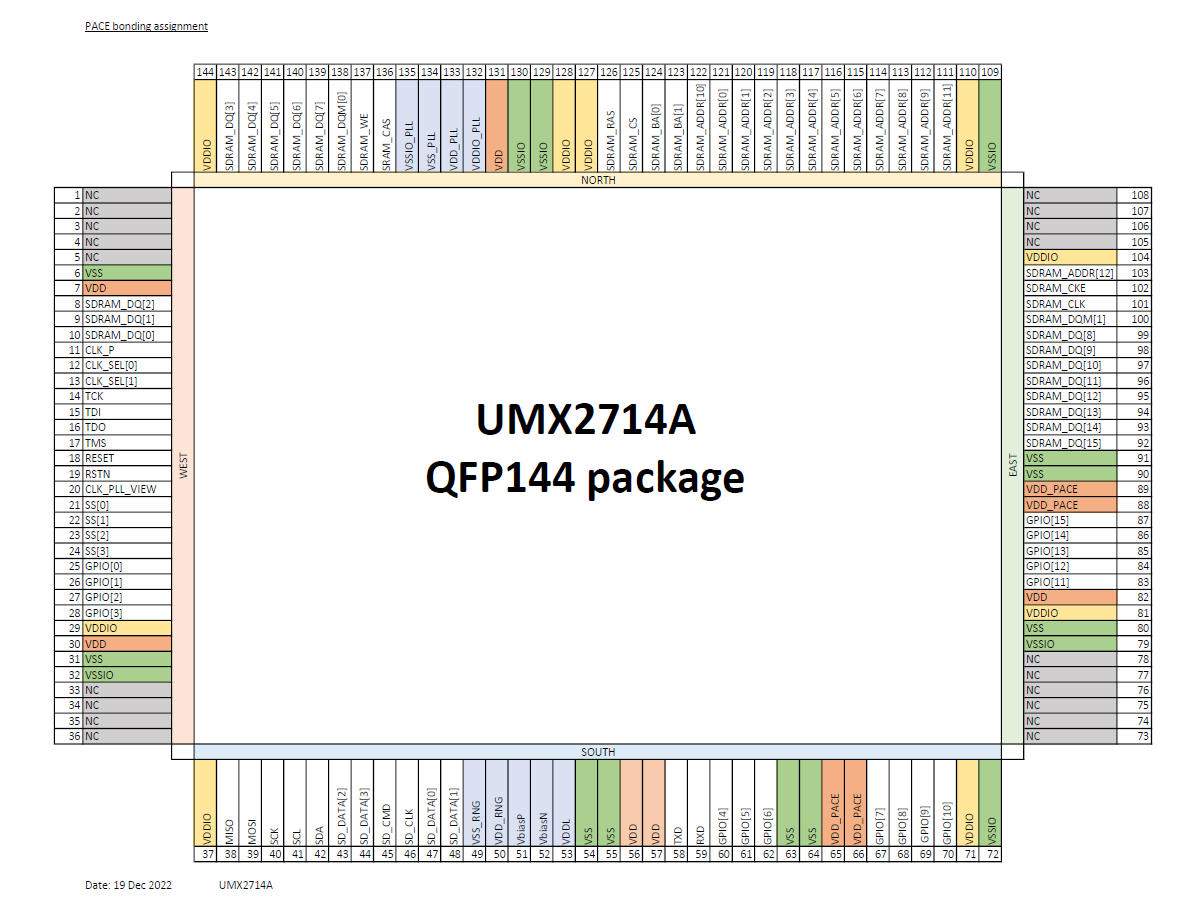 PACE bonding assignment
144 143 142 141 140 139 138 137 136 135 134 133 132 131 130 129 128 127 126 125 124 123 122 121 120 119 118 117 116 115 114 113 112 111 110 109
VDDIO SDRAM_DQ[3] SDRAM_DQ[4] SDRAM_DQ[5] SDRAM_DQ[6] SDRAM_DQ[7] SDRAM_DQM[0] SDRAM_WE SRAM_CAS VSSIO_PLL VSS_PLL VDD_PLL VDDIO_PLL VDD VSSIO VSSIO VDDIO VDDIO SDRAM_RAS SDRAM_CS SDRAM_BA[0] SDRAM_BA[1] SDRAM_ADDR[10] SDRAM_ADDR[0] SDRAM_ADDR[1] SDRAM_ADDR[2] SDRAM_ADDR[3] SDRAM_ADDR[4] SDRAM_ADDR[5] SDRAM_ADDR[6] SDRAM_ADDR[7] SDRAM_ADDR[8] SDRAM_ADDR[9] SDRAM_ADDR[11] VDDIO VSSIO
NORTH
1 NC
2 NC
3 NC
4 NC
5 NC
6 VSS
7 VDD
8 SDRAM_DQ[2]
9 SDRAM_DQ[1]
10 SDRAM_DQ[0]
11 CLK_P
12 CLK_SEL[0]
13 CLK_SEL[1]
14 TCK
15 TDI
16 TDO
17 TMS
18 RESET
19 RSTN
20 CLK_PLL_VIEW
21 SS[0]
22 SS[1]
23 SS[2]
24 SS[3]
25 GPIO[0]
26 GPIO[1]
27 GPIO[2]
28 GPIO[3]
29 VDDIO
30 VDD
31 VSS
32 VSSIO
33 NC
34 NC
35 NC
36 NC
WEST
UMX2714A
QFP144 package
EAST
NC 108
NC 107
NC 106
NC 105
VDDIO 104
SDRAM_ADDR[12] 103
SDRAM_CKE 102
SDRAM_CLK 101
SDRAM_DQM[1] 100
SDRAM_DQ[8] 99
SDRAM_DQ[9] 98
SDRAM_DQ[10] 97
SDRAM_DQ[11] 96
SDRAM_DQ[12] 95
SDRAM_DQ[13] 94
SDRAM_DQ[14] 93
SDRAM_DQ[15] 92
VSS 91
VSS 90
VDD_PACE 89
VDD_PACE 88
GPIO[15] 87
GPIO[14] 86
GPIO[13] 85
GPIO[12] 84
GPIO[11] 83
VDD 82
VDDIO 81
VSS 80
VSSIO 79
NC 78
NC 77
NC 76
NC 75
NC 74
NC 73
SOUTH
VDDIO MISO MOSI SCK SCL SDA SD_DATA[2] SD_DATA[3] SD_CMD SD_CLK SD_DATA[0] SD_DATA[1] VSS_RNG VDD_RNG VbiasP VbiasN VDDL VSS VSS VDD VDD TXD RXD GPIO[4] GPIO[5] GPIO[6] VSS VSS VDD_PACE VDD_PACE GPIO[7] GPIO[8] GPIO[9] GPIO[10] VDDIO VSSIO
37 38 39 40 41 42 43 44 45 46 47 48 49 50 51 52 53 54 55 56 57 58 59 60 61 62 63 64 65 66 67 68 69 70 71 72
Date: 19 Dec 2022 UMX2714A